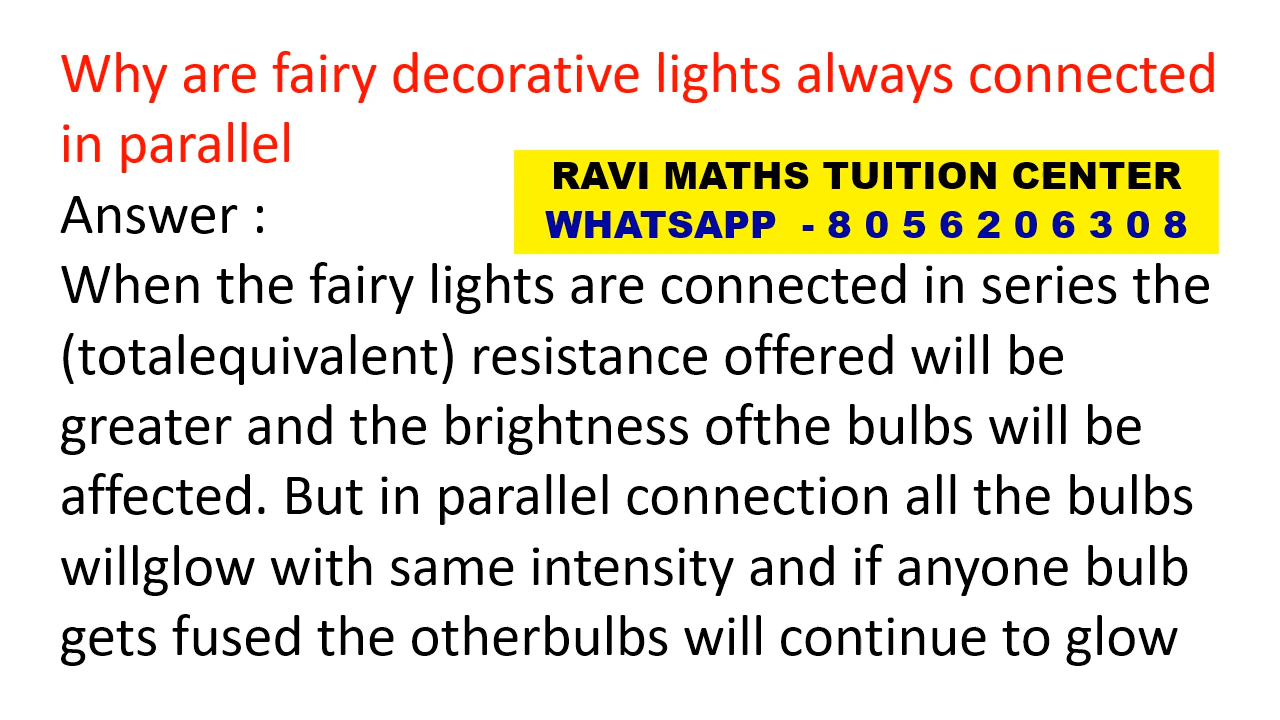 Why are fairy decorative lights always connected
in parallel
RAVI MATHS TUITION CENTER
WHATSAPP - 8 0 5 6 2 0 6 3 0 8
Answer :
When the fairy lights are connected in series the
(totalequivalent) resistance offered will be
greater and the brightness ofthe bulbs will be
affected. But in parallel connection all the bulbs
willglow with same intensity and if anyone bulb
gets fused the otherbulbs will continue to glow